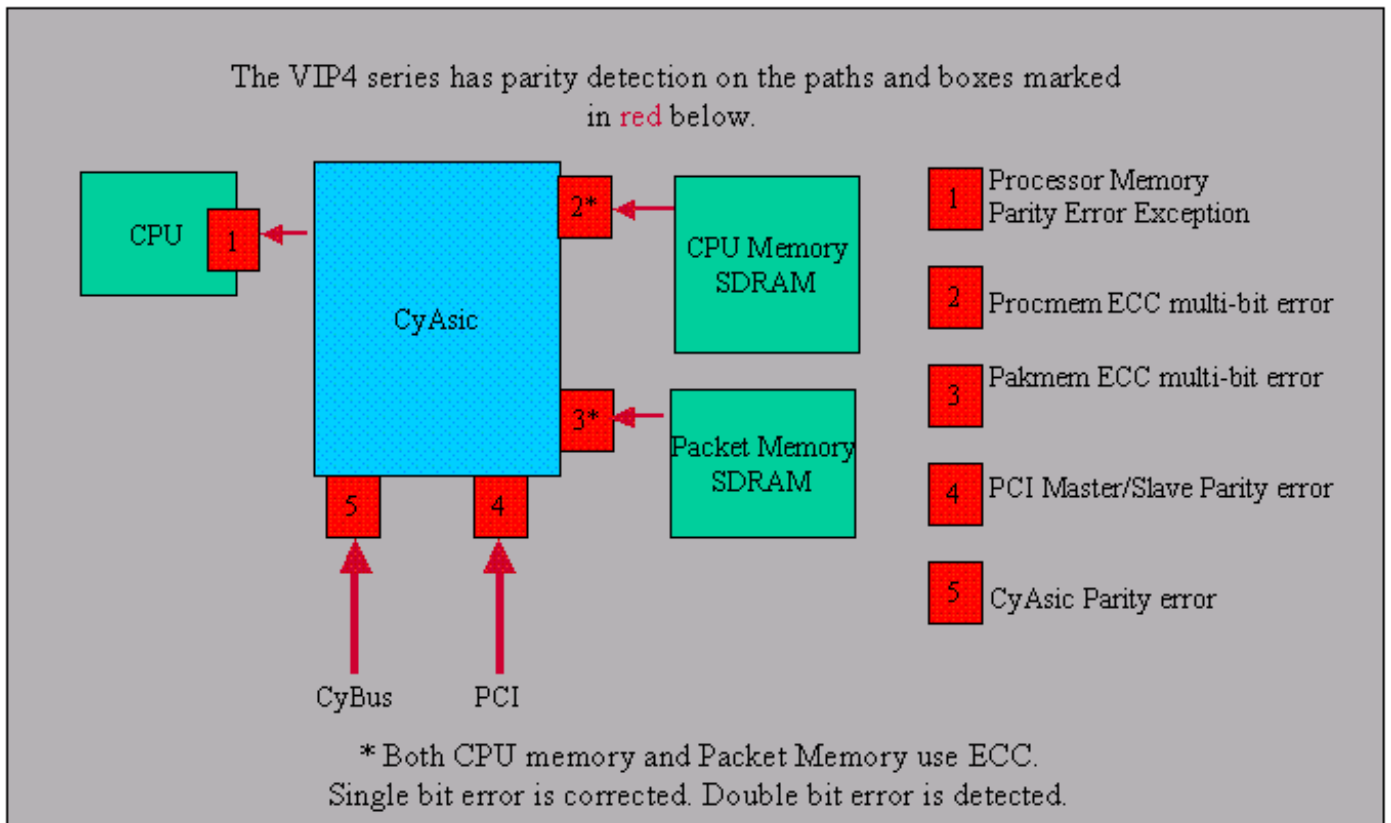 The VIP4 series has parity detection on the paths and boxes marked
in red below.
CPU
1
CyAsic
2*
CPU Memory
SDRAM
3*
Packet Memory
SDRAM
5
4
CyBus
PCI
1
Processor Memory
Parity Error Exception
2
Procmem ECC multi-bit error
3
Pakmem ECC multi-bit error
4
PCI Master/Slave Parity error
5
CyAsic Parity error
* Both CPU memory and Packet Memory use ECC.
Single bit error is corrected. Double bit error is detected.